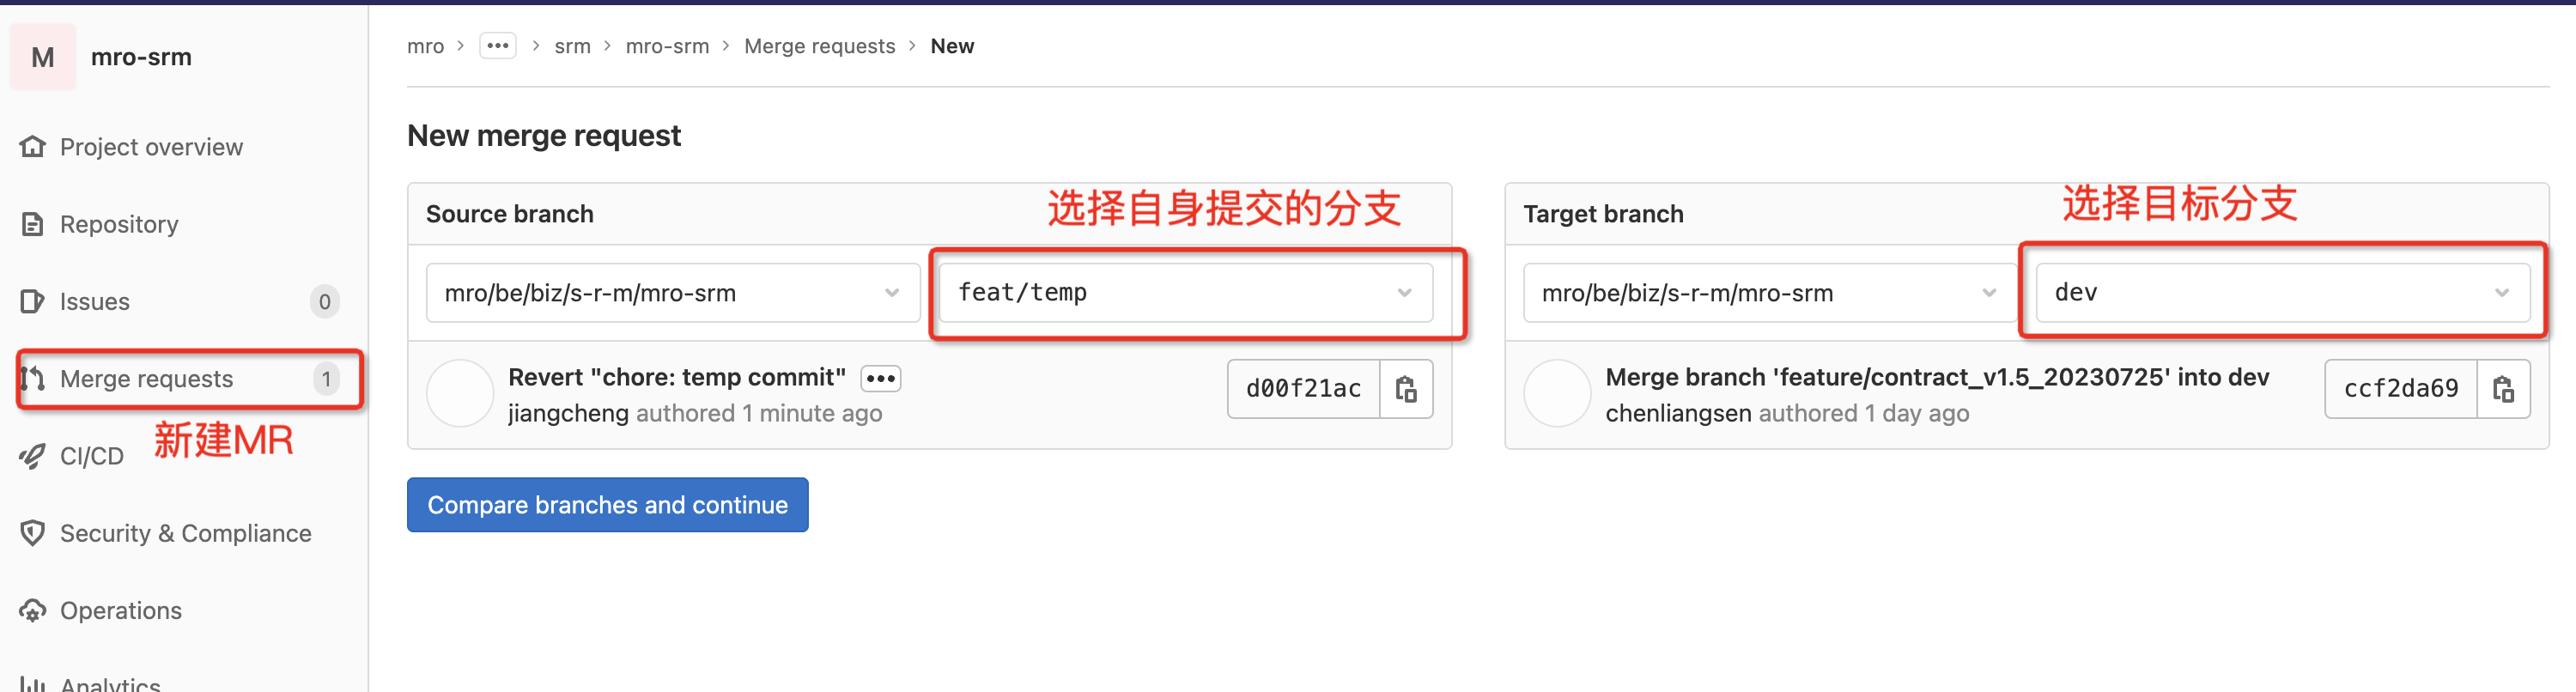 M mro-srm
Project overview
Repository
Issues 0
Merge requests 1
新建MR
CI/CD
Security & Compliance
Operations
Analytics
mro > ••• > srm > mro-srm > Merge requests > New
New merge request
Source branch
选择自身提交的分支
mro/be/biz/s-r-m/mro-srm
feat/temp
Revert "chore: temp commit" •••
jiangcheng authored 1 minute ago
d00f21ac
Target branch
选择目标分支
mro/be/biz/s-r-m/mro-srm
dev
Merge branch 'feature/contract_v1.5_20230725' into dev
chenliangsen authored 1 day ago
ccf2da69
Compare branches and continue